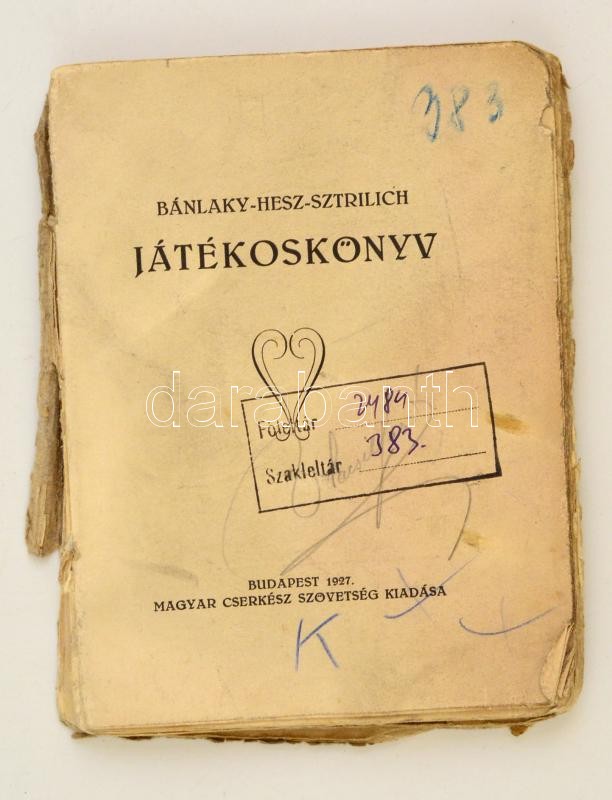 383
BÁNLAKY-HESZ-SZTRILICH
JÁTÉKOSKÖNYV
darabanth
Főleltár 2484
Szakleltár 383.
BUDAPEST 1927.
MAGYAR CSERKÉSZ SZÖVETSÉG KIADÁSA
K